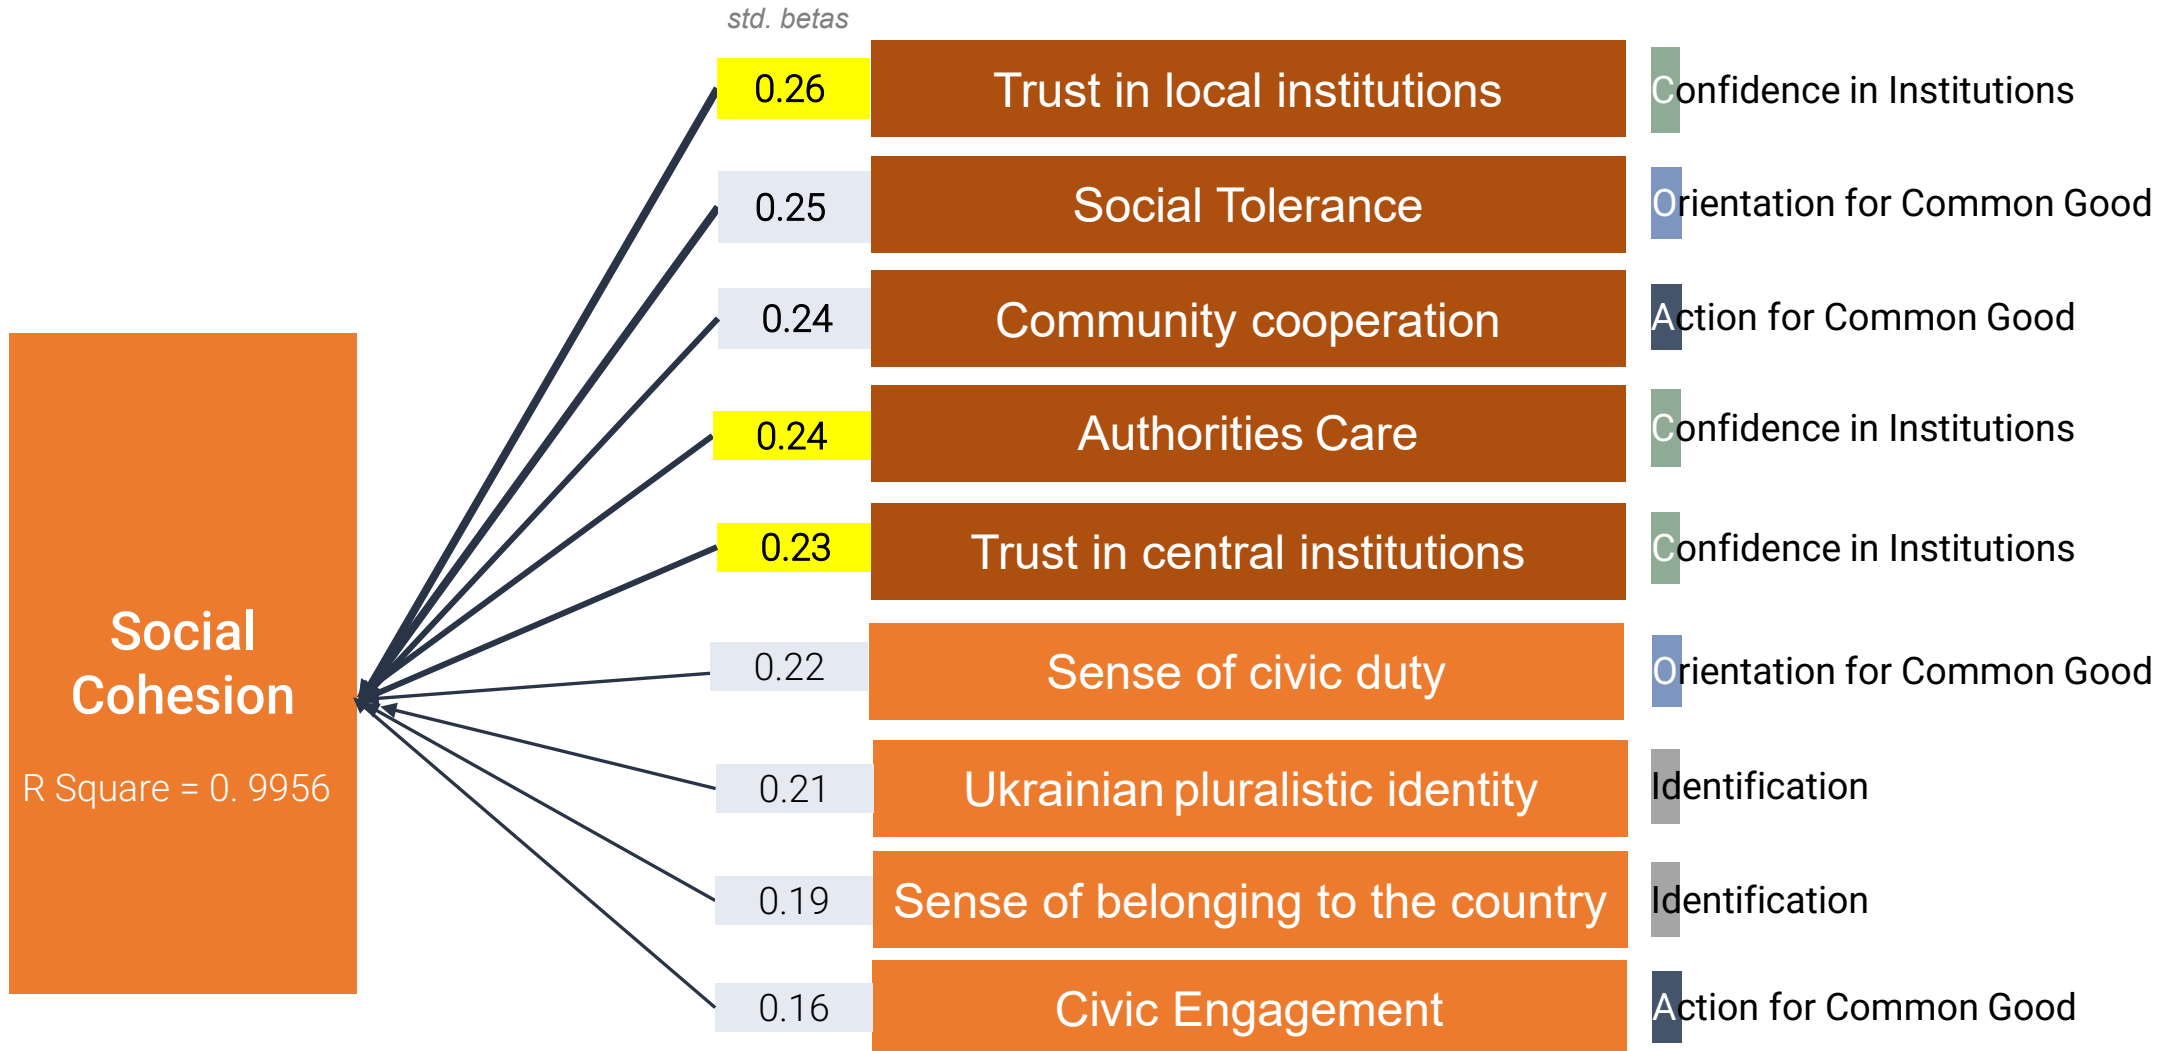 std. betas
0.26
Trust in local institutions
Confidence in Institutions
0.25
Social Tolerance
Orientation for Common Good
0.24
Community cooperation
Action for Common Good
0.24
Authorities Care
Confidence in Institutions
0.23
Trust in central institutions
Confidence in Institutions
Social
Cohesion
R Square = 0. 9956
0.22
Sense of civic duty
Orientation for Common Good
0.21
Ukrainian pluralistic identity
Identification
0.19
Sense of belonging to the country
Identification
0.16
Civic Engagement
Action for Common Good